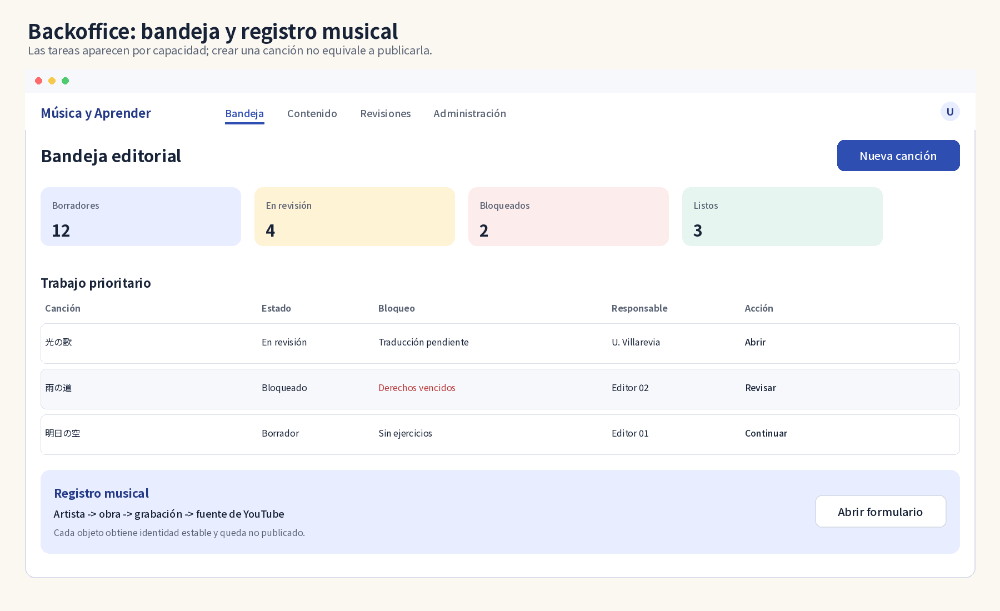 Backoffice: bandeja y registro musical
Las tareas aparecen por capacidad; crear una canción no equivale a publicarla.
Música y Aprender Bandeja Contenido Revisiones Administración U
Bandeja editorial Nueva canción
Borradores En revisión Bloqueados Listos
12 4 2 3
Trabajo prioritario
Canción Estado Bloqueo Responsable Acción
光の歌 En revisión Traducción pendiente U. Villarevia Abrir
雨の道 Bloqueado Derechos vencidos Editor 02 Revisar
明日の空 Borrador Sin ejercicios Editor 01 Continuar
Registro musical
Artista -> obra -> grabación -> fuente de YouTube
Abrir formulario
Cada objeto obtiene identidad estable y queda no publicado.